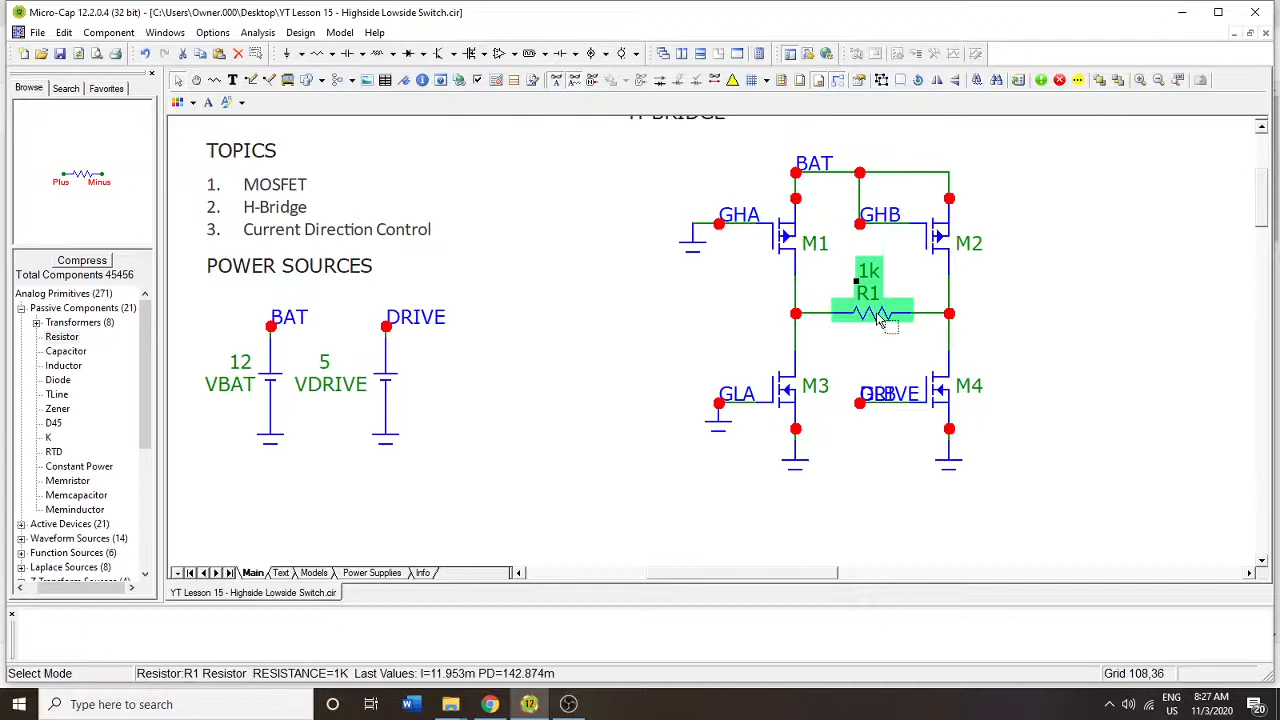 Micro-Cap 12.2.0.4 (32 bit) - [C:\Users\Owner.000\Desktop\YT Lesson 15 - Highside Lowside Switch.cir]
File Edit Component Windows Options Analysis Design Model Help
Browse Search Favorites
Plus Minus
Compress
Total Components 45456
Analog Primitives (271)
Passive Components (21)
Transformers (8)
Resistor
Capacitor
Inductor
Diode
TLine
Zener
D45
K
RTD
Constant Power
Memristor
Memcapacitor
Meminductor
Active Devices (21)
Waveform Sources (14)
Function Sources (6)
Laplace Sources (8)
H-BRIDGE
TOPICS
1. MOSFET
2. H-Bridge
3. Current Direction Control
POWER SOURCES
BAT
12
VBAT
DRIVE
5
VDRIVE
BAT
GHA
M1
GHB
M2
1k
R1
GLA
M3
DRIVE
M4
Main Text Models Power Supplies Info
YT Lesson 15 - Highside Lowside Switch.cir
Select Mode
Resistor:R1 Resistor RESISTANCE=1K Last Values: I=11.953m PD=142.874m
Grid 108,36
Type here to search
12
ENG
US
8:27 AM
11/3/2020
20